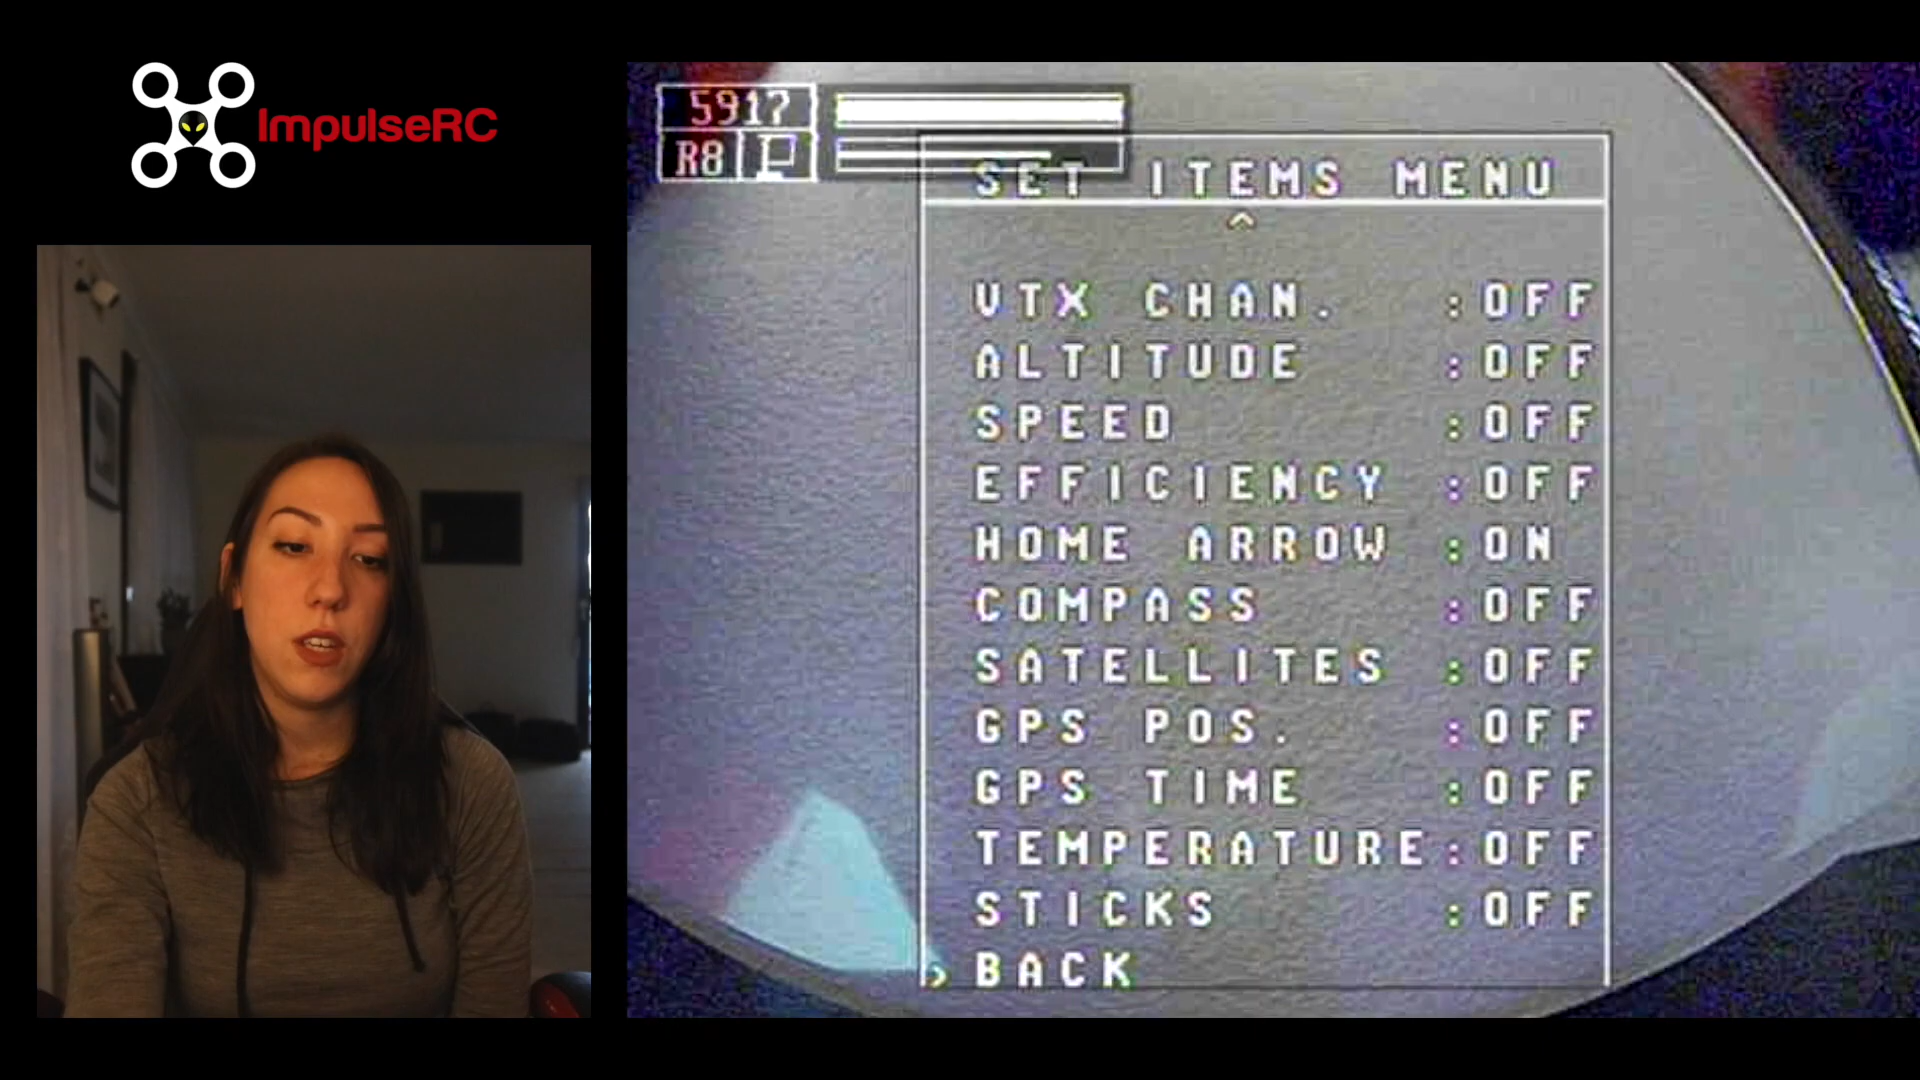 ImpulseRC
5917
R8
SET ITEMS MENU
^
VTX CHAN. :OFF
ALTITUDE :OFF
SPEED :OFF
EFFICIENCY :OFF
HOME ARROW :ON
COMPASS :OFF
SATELLITES :OFF
GPS POS. :OFF
GPS TIME :OFF
TEMPERATURE:OFF
STICKS :OFF
>BACK